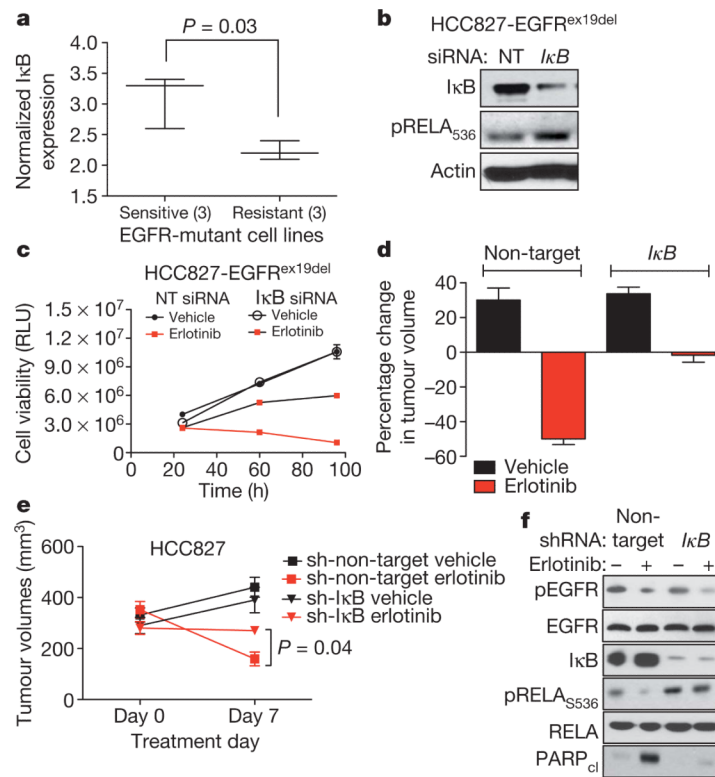 a
P = 0.03
Normalized IκB
expression
4.0
3.5
3.0
2.5
2.0
1.5
Sensitive (3) Resistant (3)
EGFR-mutant cell lines
b
HCC827-EGFRex19del
siRNA: NT IκB
IκB
pRELA536
Actin
c
HCC827-EGFRex19del
NT siRNA IκB siRNA
Vehicle Vehicle
Erlotinib Erlotinib
Cell viability (RLU)
1.5 × 10⁷
1.2 × 10⁷
9.0 × 10⁶
6.0 × 10⁶
3.0 × 10⁶
0
0 20 40 60 80 100
Time (h)
d
Non-target IκB
Percentage change
in tumour volume
40
20
0
−20
−40
−60
Vehicle
Erlotinib
e
HCC827
Tumour volumes (mm³)
600
400
200
0
Day 0 Day 7
Treatment day
sh-non-target vehicle
sh-non-target erlotinib
sh-IκB vehicle
sh-IκB erlotinib
P = 0.04
f
Non-
shRNA: target IκB
Erlotinib: − + − +
pEGFR
EGFR
IκB
pRELAS536
RELA
PARPcl